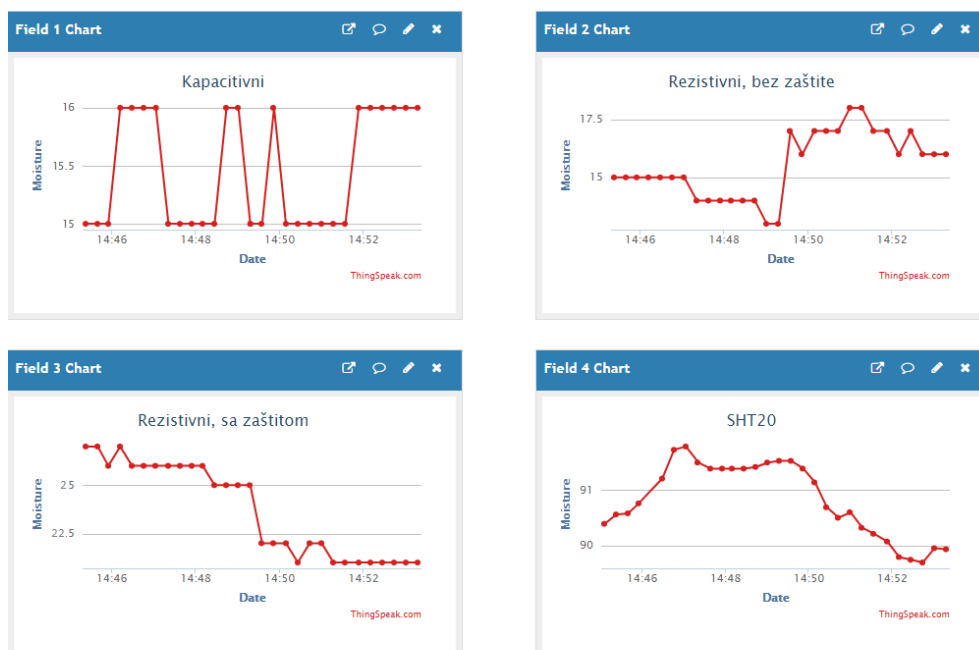 Field 1 Chart
Kapacitivni
16
15.5
15
Moisture
14:46 14:48 14:50 14:52
Date
ThingSpeak.com
Field 2 Chart
Rezistivni, bez zaštite
17.5
15
Moisture
14:46 14:48 14:50 14:52
Date
ThingSpeak.com
Field 3 Chart
Rezistivni, sa zaštitom
25
22.5
Moisture
14:46 14:48 14:50 14:52
Date
ThingSpeak.com
Field 4 Chart
SHT20
91
90
Moisture
14:46 14:48 14:50 14:52
Date
ThingSpeak.com